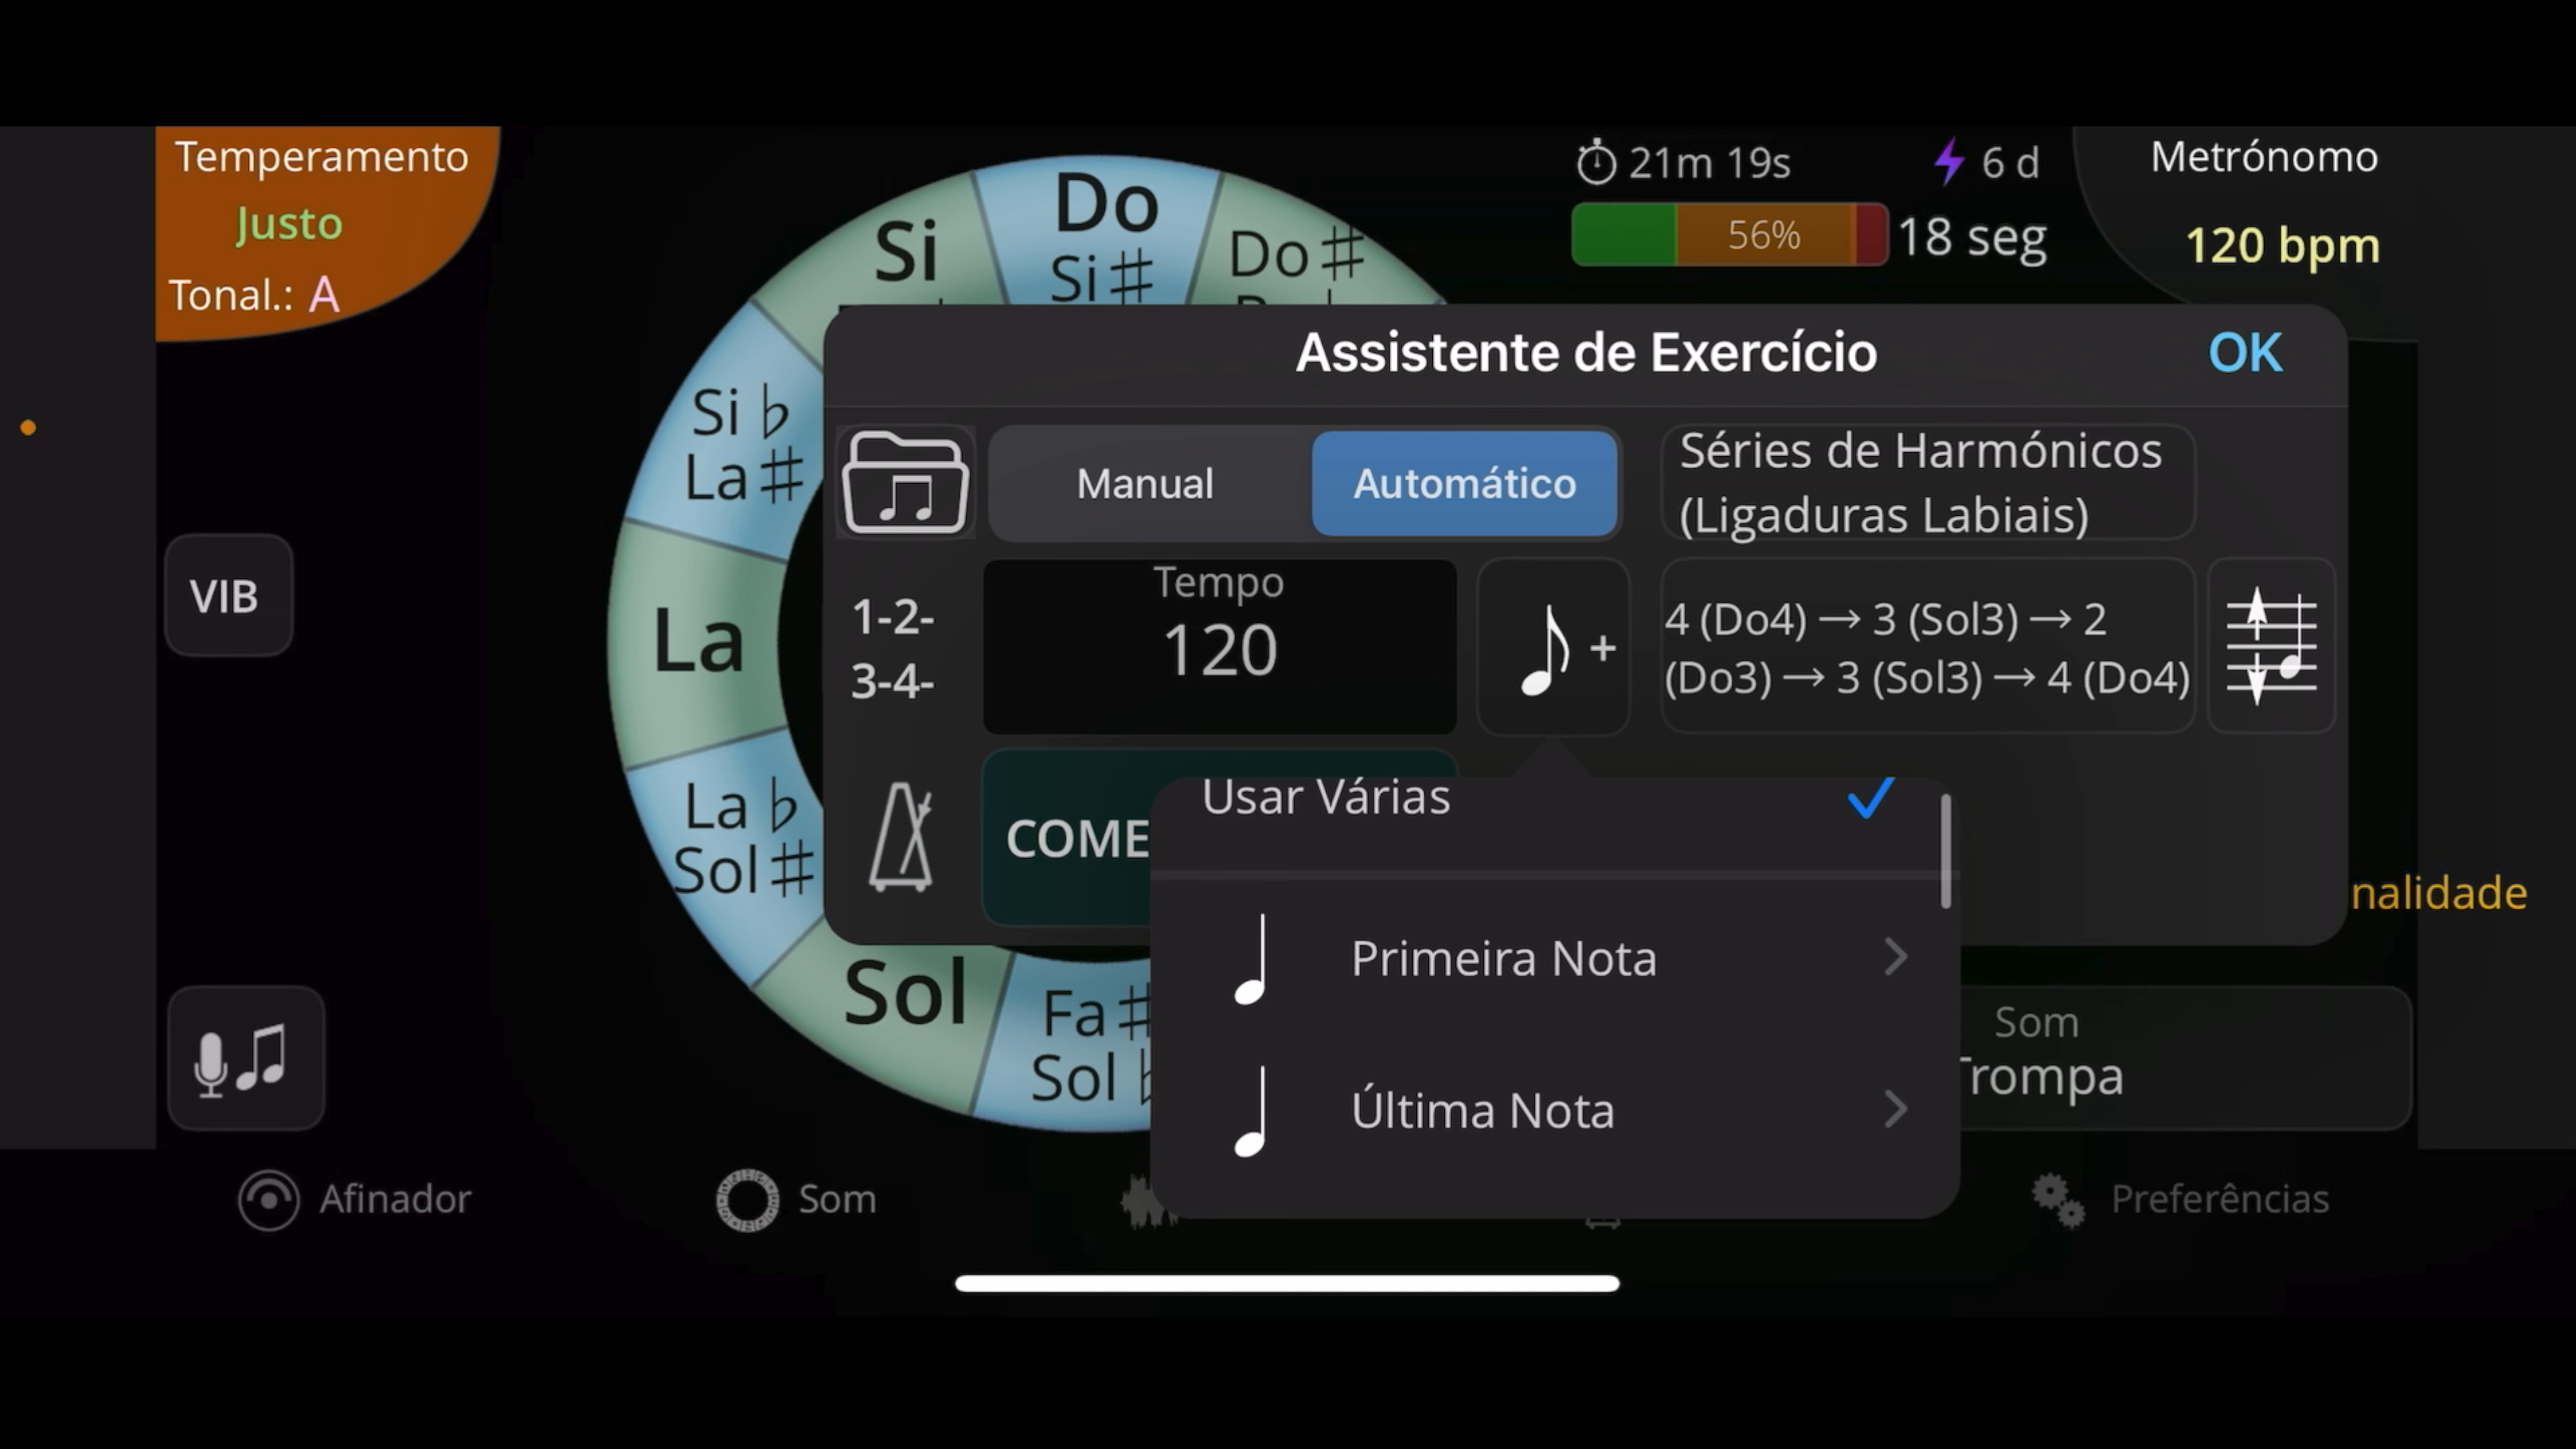 Temperamento
Justo
Tonal.: A
21m 19s
6 d
56%
18 seg
Metrónomo
120 bpm
Do
Si♯
Do♯
Si
Si♭
La♯
La
La♭
Sol♯
Sol
Fa♯
Sol♭
VIB
Assistente de Exercício
OK
Manual
Automático
Séries de Harmónicos
(Ligaduras Labiais)
1-2-
3-4-
Tempo
120
+
4 (Do4) → 3 (Sol3) → 2
(Do3) → 3 (Sol3) → 4 (Do4)
COME
Usar Várias
Primeira Nota
Última Nota
nalidade
Som
Trompa
Afinador
Som
Preferências